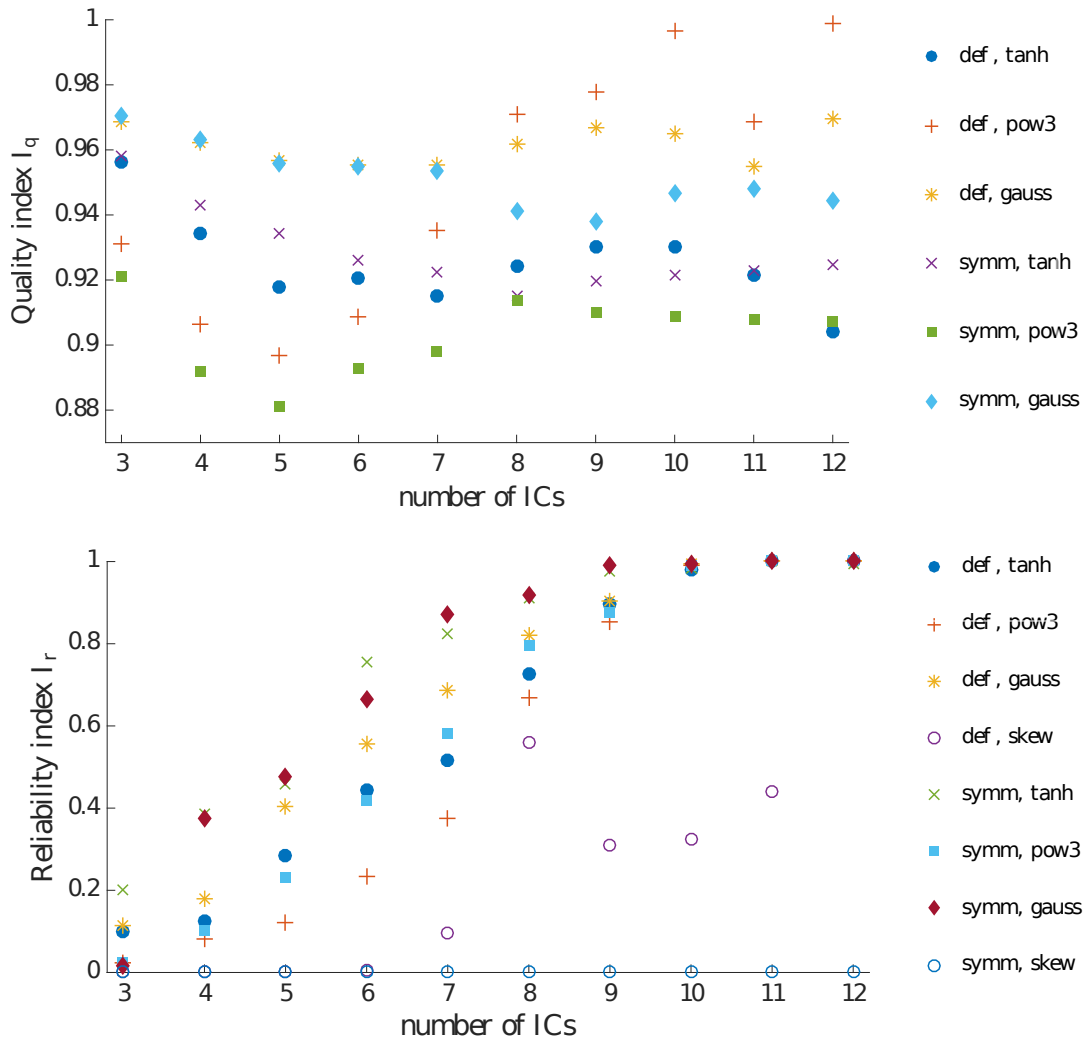 Quality index I_q
1
0.98
0.96
0.94
0.92
0.9
0.88
3 4 5 6 7 8 9 10 11 12
number of ICs
def, tanh
def, pow3
def, gauss
symm, tanh
symm, pow3
symm, gauss
Reliability index I_r
1
0.8
0.6
0.4
0.2
0
3 4 5 6 7 8 9 10 11 12
number of ICs
def, tanh
def, pow3
def, gauss
def, skew
symm, tanh
symm, pow3
symm, gauss
symm, skew